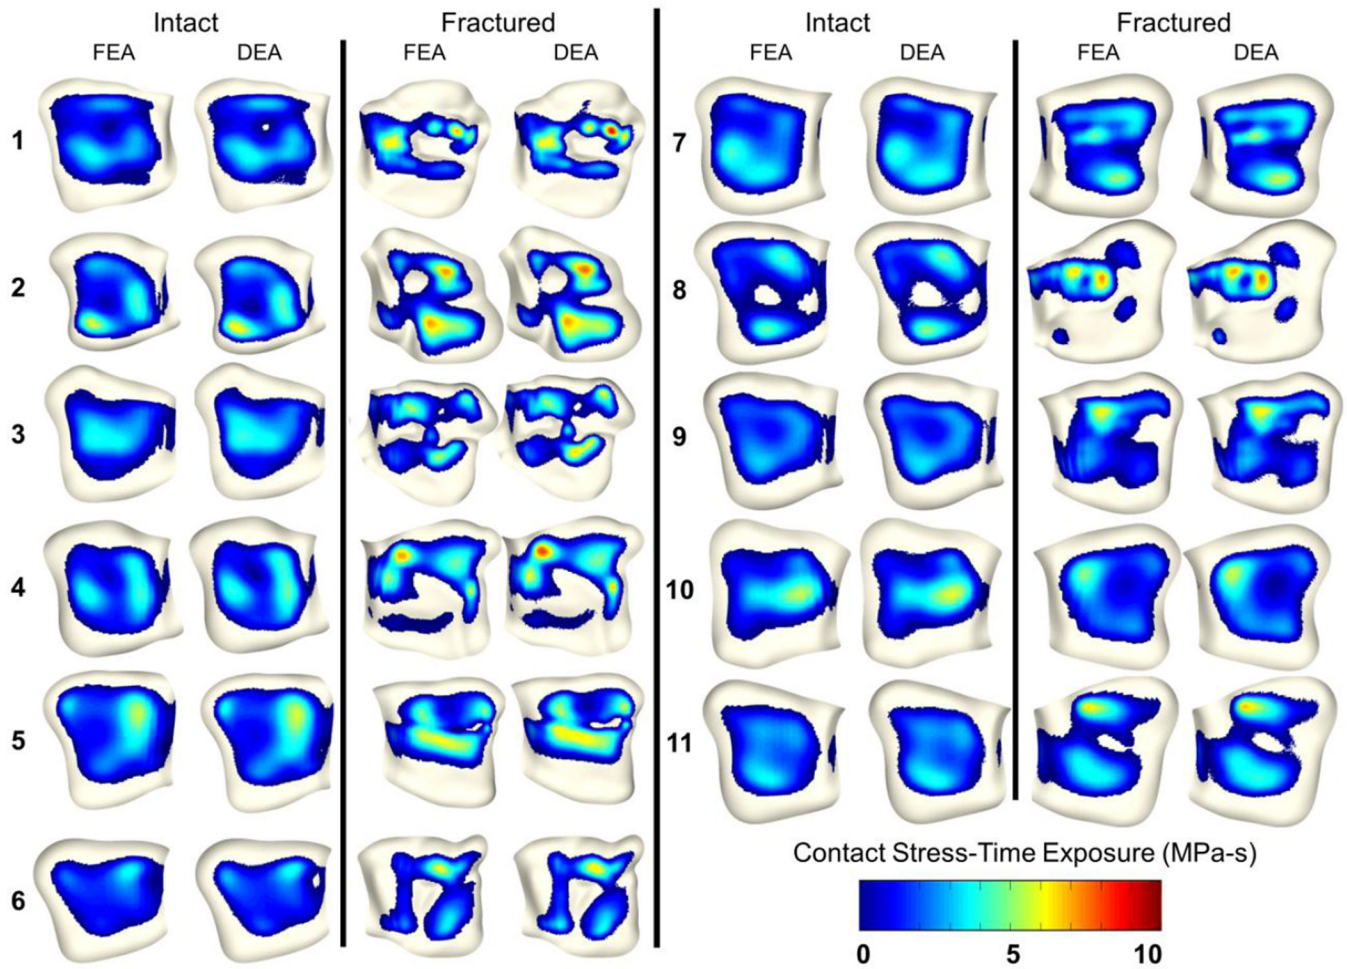 Intact Fractured Intact Fractured
FEA DEA FEA DEA FEA DEA FEA DEA
1 7
2 8
3 9
4 10
5 11
6
Contact Stress-Time Exposure (MPa-s)
0 5 10